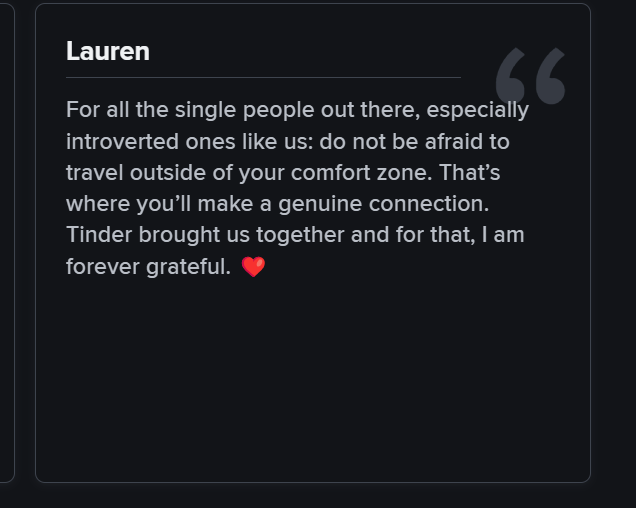 Lauren
For all the single people out there, especially
introverted ones like us: do not be afraid to
travel outside of your comfort zone. That’s
where you’ll make a genuine connection.
Tinder brought us together and for that, I am
forever grateful. ❤️